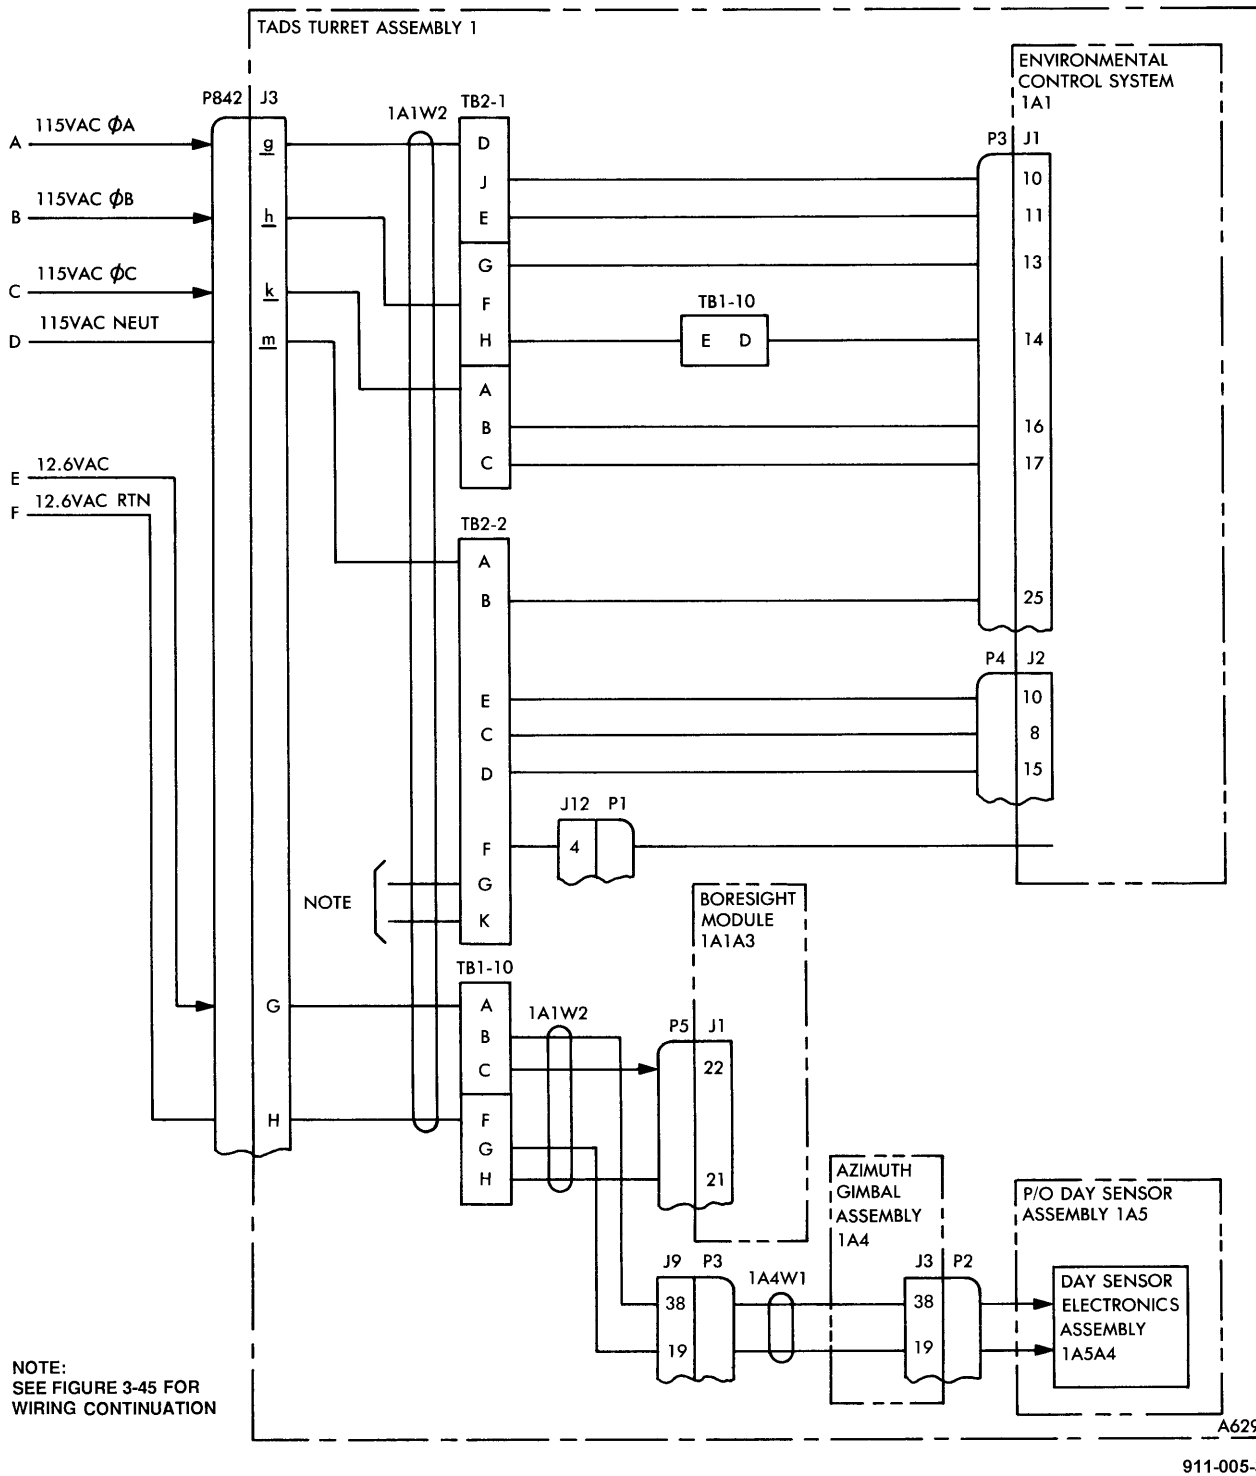 TADS TURRET ASSEMBLY 1
ENVIRONMENTAL
CONTROL SYSTEM
1A1
P842 J3
1A1W2
TB2-1
P3 J1
A 115VAC ϕA
g
D
J
10
B 115VAC ϕB
h
E
11
G
13
C 115VAC ϕC
k
F
TB1-10
D 115VAC NEUT
m
H
E D
14
A
B
16
C
17
E 12.6VAC
F 12.6VAC RTN
TB2-2
A
B
25
P4 J2
E
10
C
8
D
15
J12 P1
F
4
G
NOTE
K
BORESIGHT
MODULE
1A1A3
TB1-10
G
A
1A1W2
B
P5 J1
C
22
H
F
G
H
21
AZIMUTH
GIMBAL
ASSEMBLY
1A4
P/O DAY SENSOR
ASSEMBLY 1A5
J9 P3
1A4W1
J3 P2
38
38
19
19
DAY SENSOR
ELECTRONICS
ASSEMBLY
1A5A4
NOTE:
SEE FIGURE 3-45 FOR
WIRING CONTINUATION
A629
911-005-